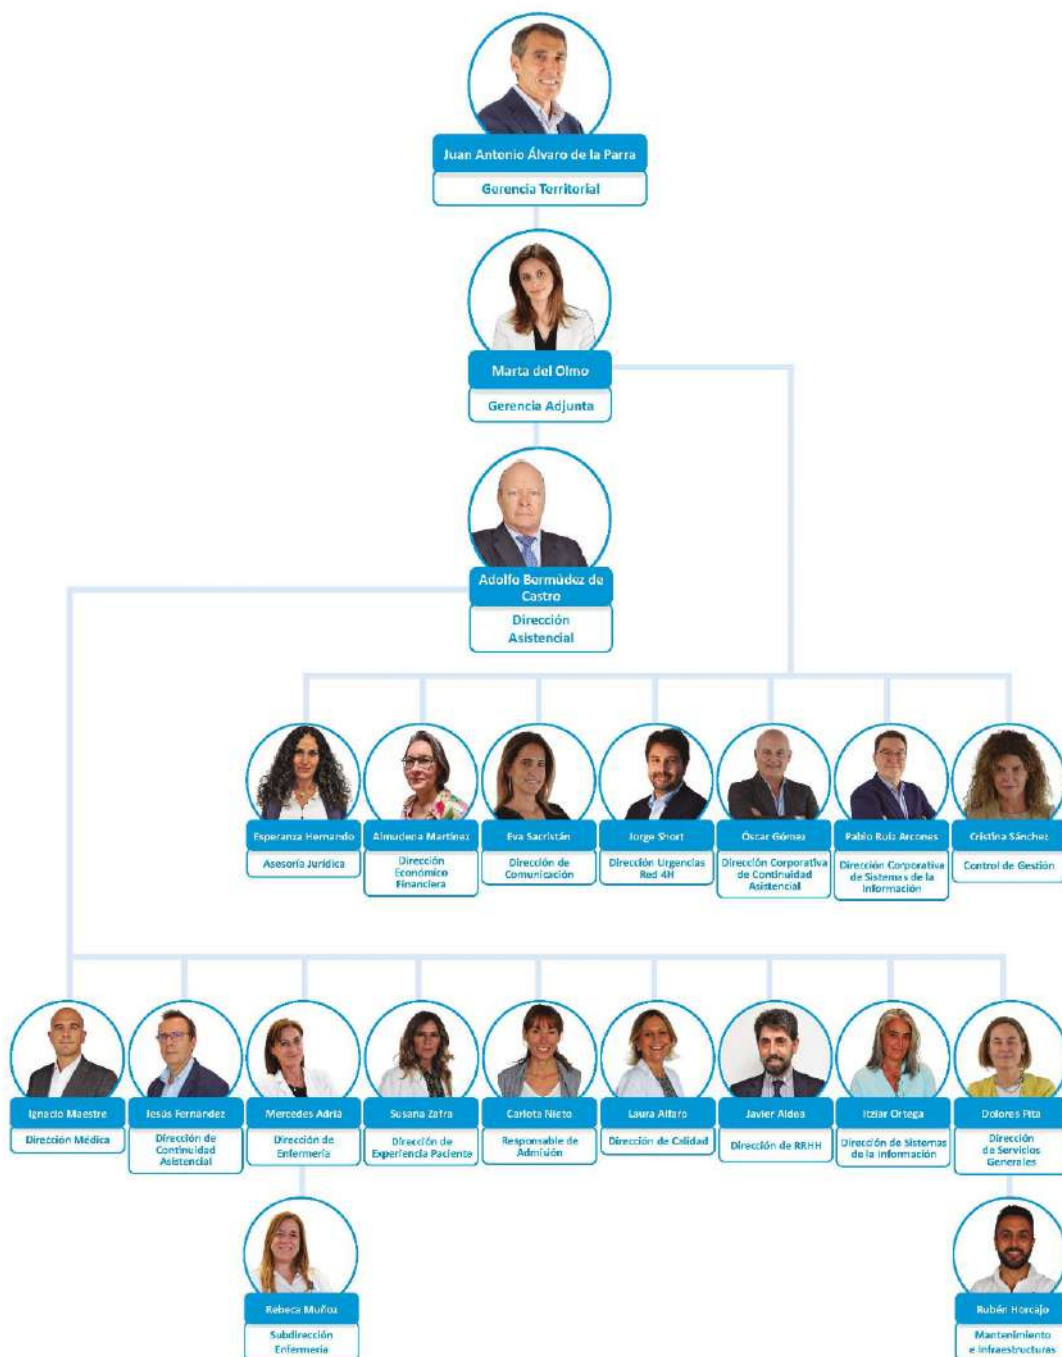 Juan Antonio Álvaro de la Parra
Gerencia Territorial
Marta del Olmo
Gerencia Adjunta
Adolfo Bermúdez de
Castro
Dirección
Asistencial
Esperanza Hernando
Asesoría Jurídica
Almudena Martínez
Dirección
Económico
Financiera
Eva Sacristán
Dirección de
Comunicación
Jorge Short
Dirección Urgencias
Red 4H
Óscar Gómez
Dirección Corporativa
de Continuidad
Asistencial
Pablo Ruiz Arcones
Dirección Corporativa
de Sistemas de la
Información
Cristina Sánchez
Control de Gestión
Ignacio Maestre
Dirección Médica
Jesús Fernández
Dirección de
Continuidad
Asistencial
Mercedes Adriá
Dirección de
Enfermería
Susana Zafra
Dirección de
Experiencia Paciente
Carlota Nieto
Responsable de
Admisión
Laura Alfaro
Dirección de Calidad
Javier Aldea
Dirección de RRHH
Itziar Ortega
Dirección de Sistemas
de la Información
Dolores Pita
Dirección
de Servicios
Generales
Rebeca Muñoz
Subdirección
Enfermería
Rubén Horcajo
Mantenimiento
e Infraestructuras